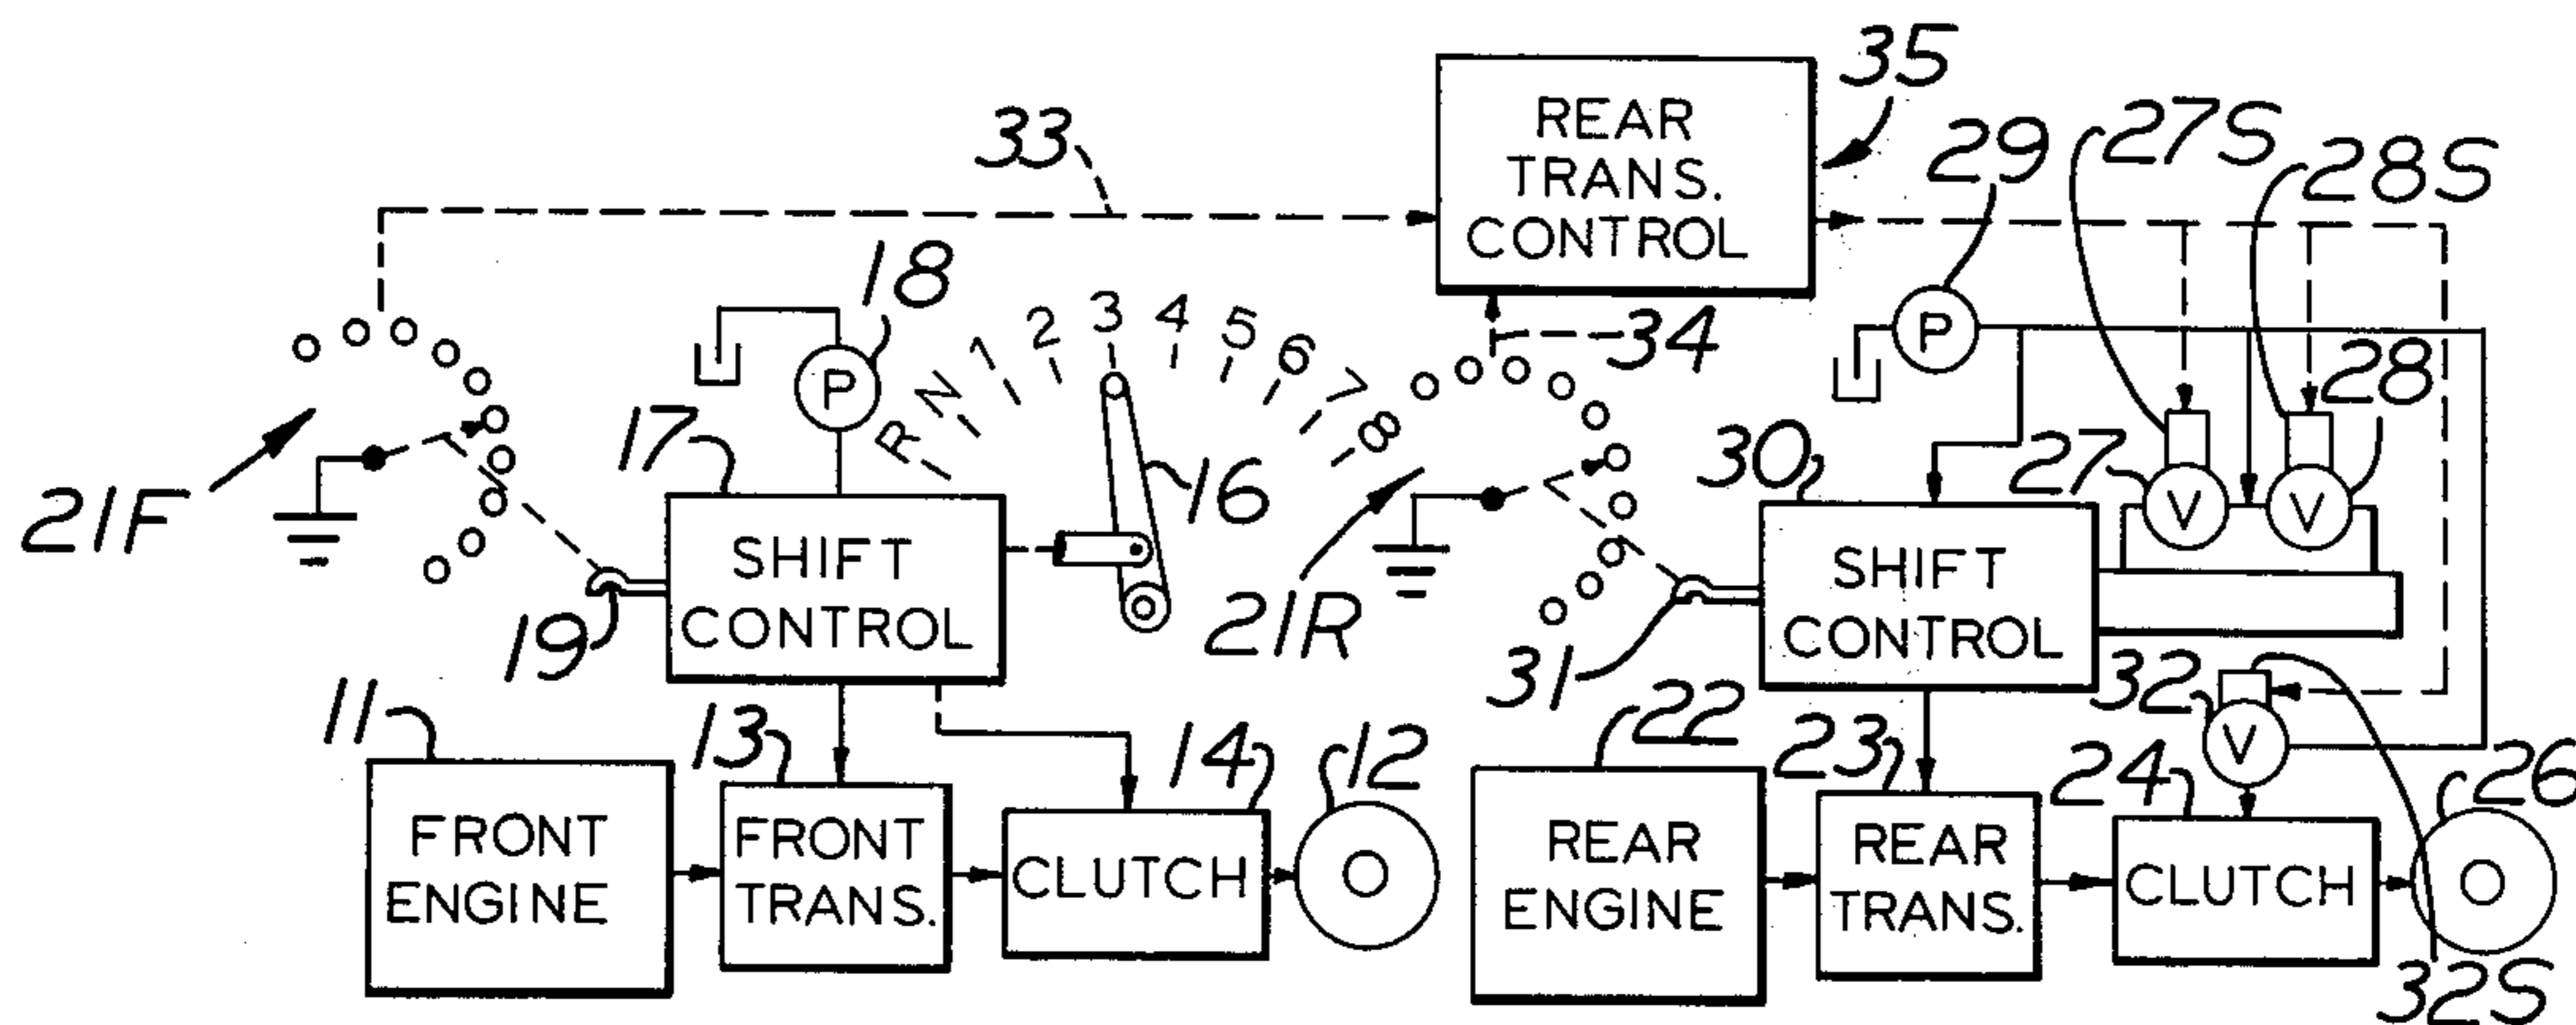 35
REAR
TRANS.
CONTROL
33
29
27S
28S
18
P
R N 1 2 3 4 5 6 7 8
34
P
28
17
16
30
27
V
V
21F
SHIFT
CONTROL
19
21R
SHIFT
CONTROL
31
32
V
11
13
14
12
22
23
24
26
FRONT
ENGINE
FRONT
TRANS.
CLUTCH
REAR
ENGINE
REAR
TRANS.
CLUTCH
32S